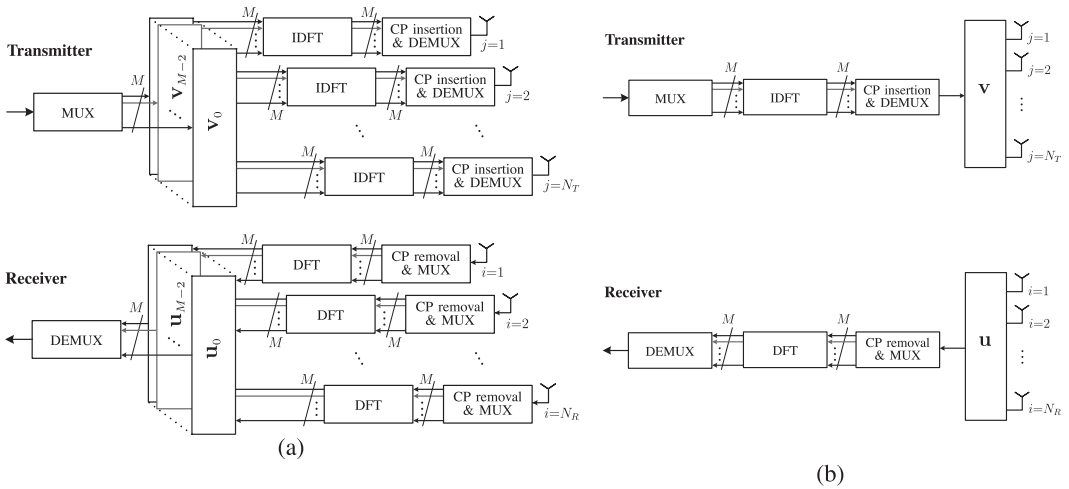 Transmitter
MUX
M
v_{M-2}
v_0
M
IDFT
M
CP insertion
& DEMUX
j=1
M
IDFT
M
CP insertion
& DEMUX
j=2
M
IDFT
M
CP insertion
& DEMUX
j=N_T
Receiver
DEMUX
M
u_{M-2}
u_0
M
DFT
M
CP removal
& MUX
i=1
M
DFT
M
CP removal
& MUX
i=2
M
DFT
M
CP removal
& MUX
i=N_R
(a)
Transmitter
MUX
M
IDFT
M
CP insertion
& DEMUX
v
j=1
j=2
j=N_T
Receiver
DEMUX
M
DFT
M
CP removal
& MUX
u
i=1
i=2
i=N_R
(b)